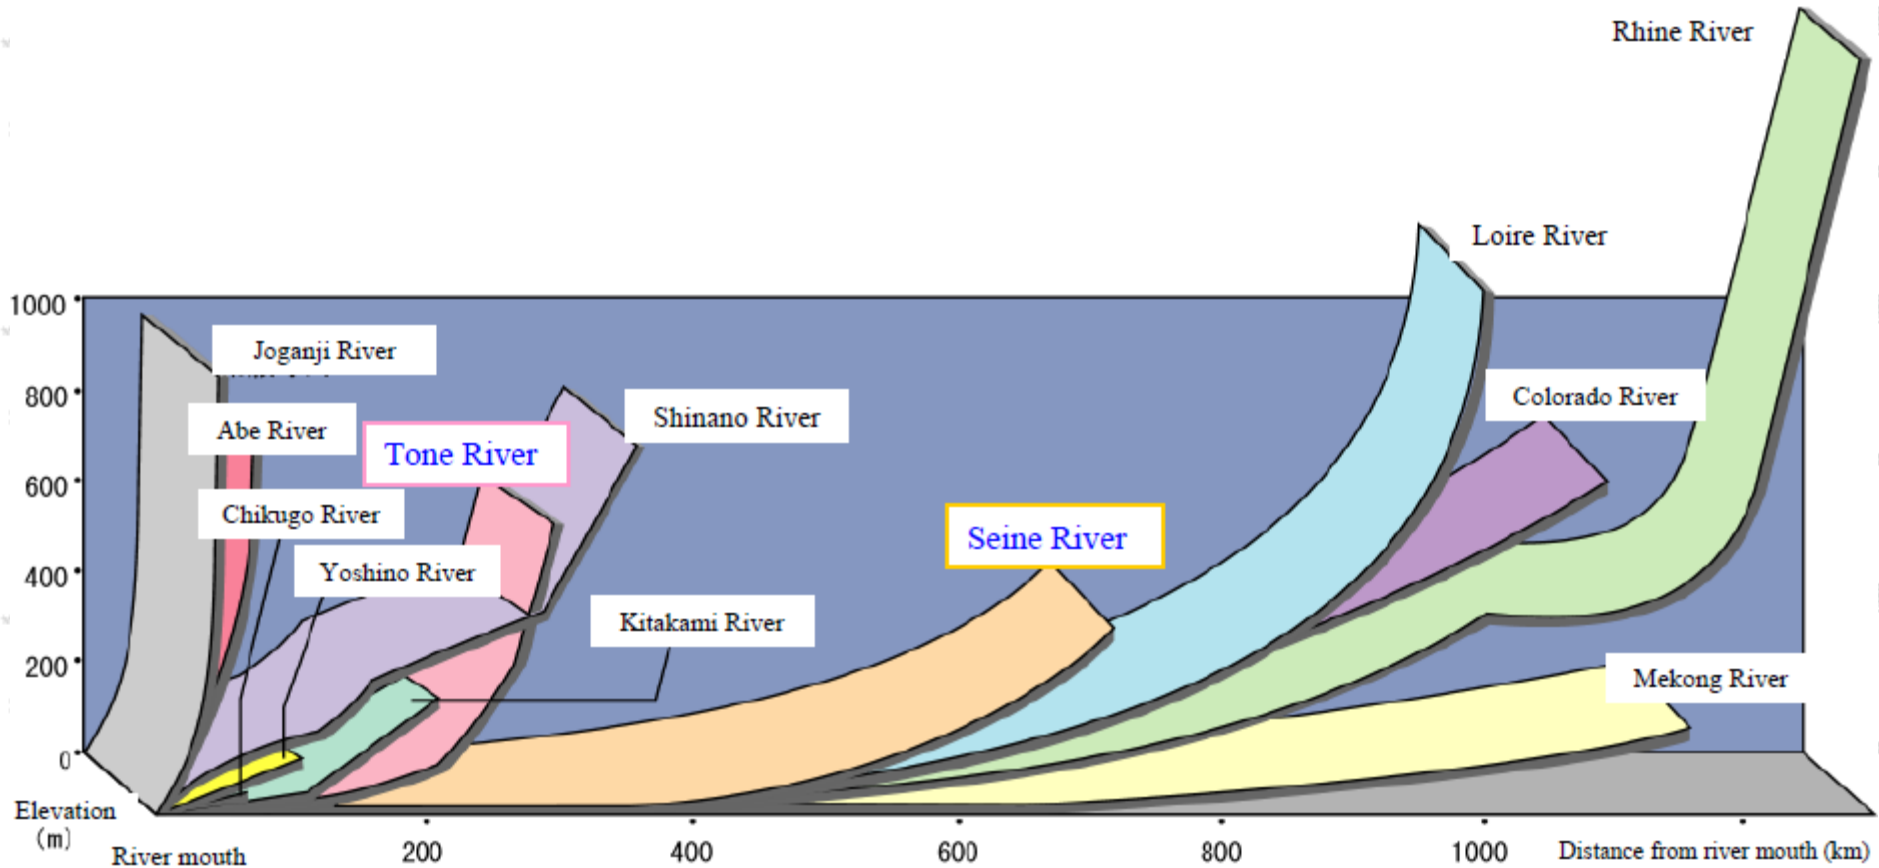 Rhine River
Loire River
1000
Joganji River
800
Colorado River
Shinano River
Abe River
Tone River
600
Chikugo River
Seine River
400
Yoshino River
Kitakami River
200
Mekong River
0
Elevation
(m)
River mouth
200
400
600
800
1000
Distance from river mouth (km)